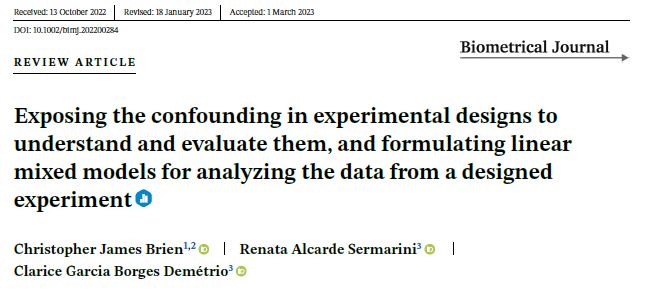 Received: 13 October 2022 Revised: 18 January 2023 Accepted: 1 March 2023
DOI: 10.1002/bimj.202200284
Biometrical Journal
REVIEW ARTICLE
Exposing the confounding in experimental designs to
understand and evaluate them, and formulating linear
mixed models for analyzing the data from a designed
experiment
Christopher James Brien1,2 | Renata Alcarde Sermarini3 |
Clarice Garcia Borges Demétrio3